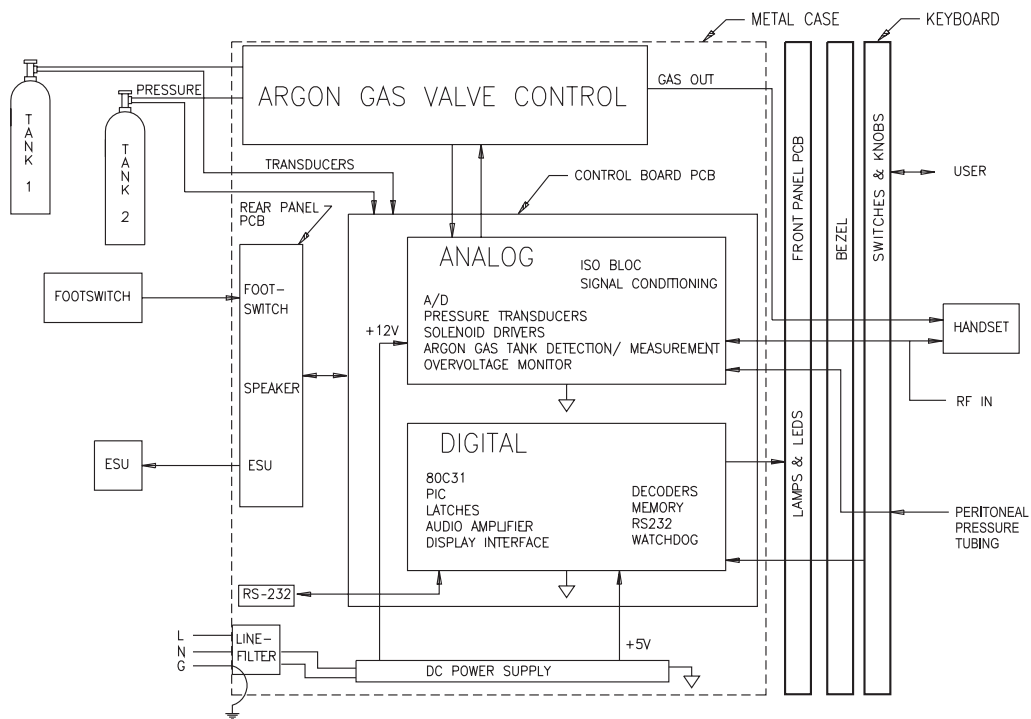 METAL CASE
KEYBOARD
PRESSURE
ARGON GAS VALVE CONTROL
GAS OUT
TANK 1
TANK 2
TRANSDUCERS
CONTROL BOARD PCB
REAR PANEL
PCB
FRONT PANEL PCB
LAMPS & LEDS
BEZEL
SWITCHES & KNOBS
USER
ANALOG
ISO BLOC
SIGNAL CONDITIONING
A/D
PRESSURE TRANSDUCERS
SOLENOID DRIVERS
ARGON GAS TANK DETECTION/ MEASUREMENT
OVERVOLTAGE MONITOR
+12V
FOOTSWITCH
FOOT-
SWITCH
SPEAKER
ESU
ESU
HANDSET
RF IN
DIGITAL
80C31
PIC
LATCHES
AUDIO AMPLIFIER
DISPLAY INTERFACE
DECODERS
MEMORY
RS232
WATCHDOG
PERITONEAL
PRESSURE
TUBING
RS-232
L
N
G
LINE-
FILTER
+5V
DC POWER SUPPLY